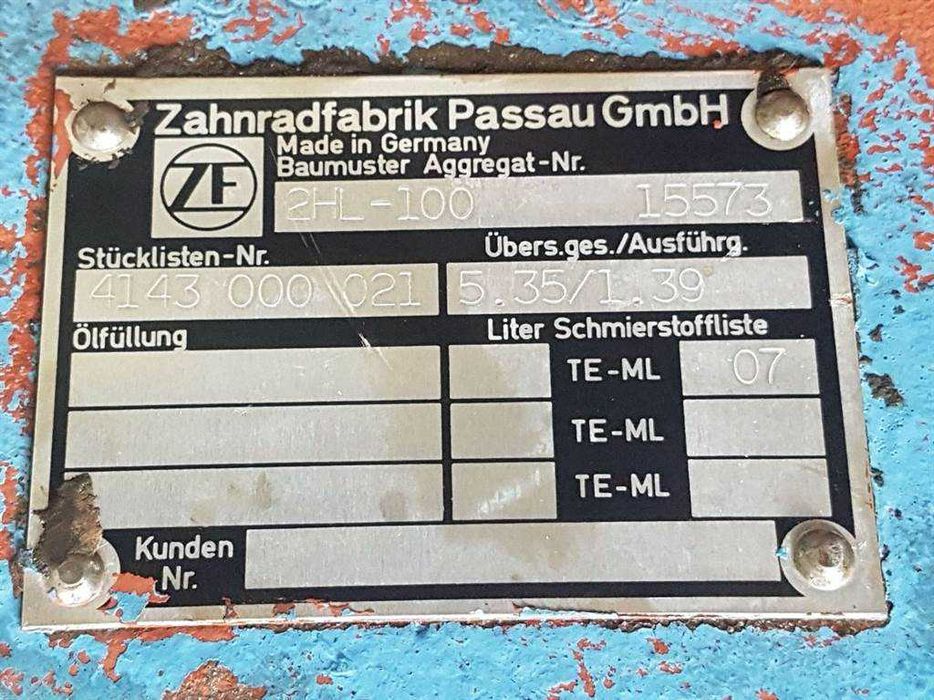 Zahnradfabrik Passau GmbH
Made in Germany
Baumuster Aggregat-Nr.
ZF
2HL-100 15573
Stücklisten-Nr. Übers.ges./Ausführg.
4143 000 021 5.35/1.39
Ölfüllung Liter Schmierstoffliste
TE-ML 07
TE-ML
TE-ML
Kunden
Nr.